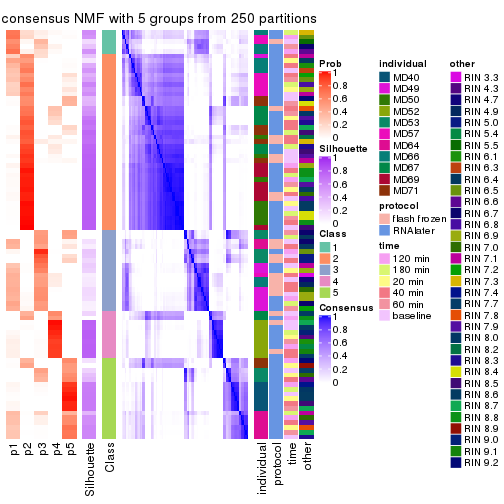 consensus NMF with 5 groups from 250 partitions
p1
p2
p3
p4
p5
Silhouette
Class
individual
protocol
time
other
Prob
1
0.8
0.6
0.4
0.2
0
Silhouette
1
0.8
0.6
0.4
0.2
0
Class
1
2
3
4
5
Consensus
1
0.8
0.6
0.4
0.2
0
individual
MD40
MD49
MD50
MD52
MD53
MD57
MD64
MD66
MD67
MD69
MD71
protocol
flash frozen
RNAlater
time
120 min
180 min
20 min
40 min
60 min
baseline
other
RIN 3.3
RIN 4.3
RIN 4.7
RIN 4.9
RIN 5.0
RIN 5.4
RIN 5.5
RIN 6.1
RIN 6.3
RIN 6.4
RIN 6.5
RIN 6.6
RIN 6.7
RIN 6.8
RIN 6.9
RIN 7.0
RIN 7.1
RIN 7.2
RIN 7.3
RIN 7.4
RIN 7.7
RIN 7.8
RIN 7.9
RIN 8.0
RIN 8.2
RIN 8.3
RIN 8.4
RIN 8.5
RIN 8.6
RIN 8.7
RIN 8.8
RIN 8.9
RIN 9.0
RIN 9.1
RIN 9.2